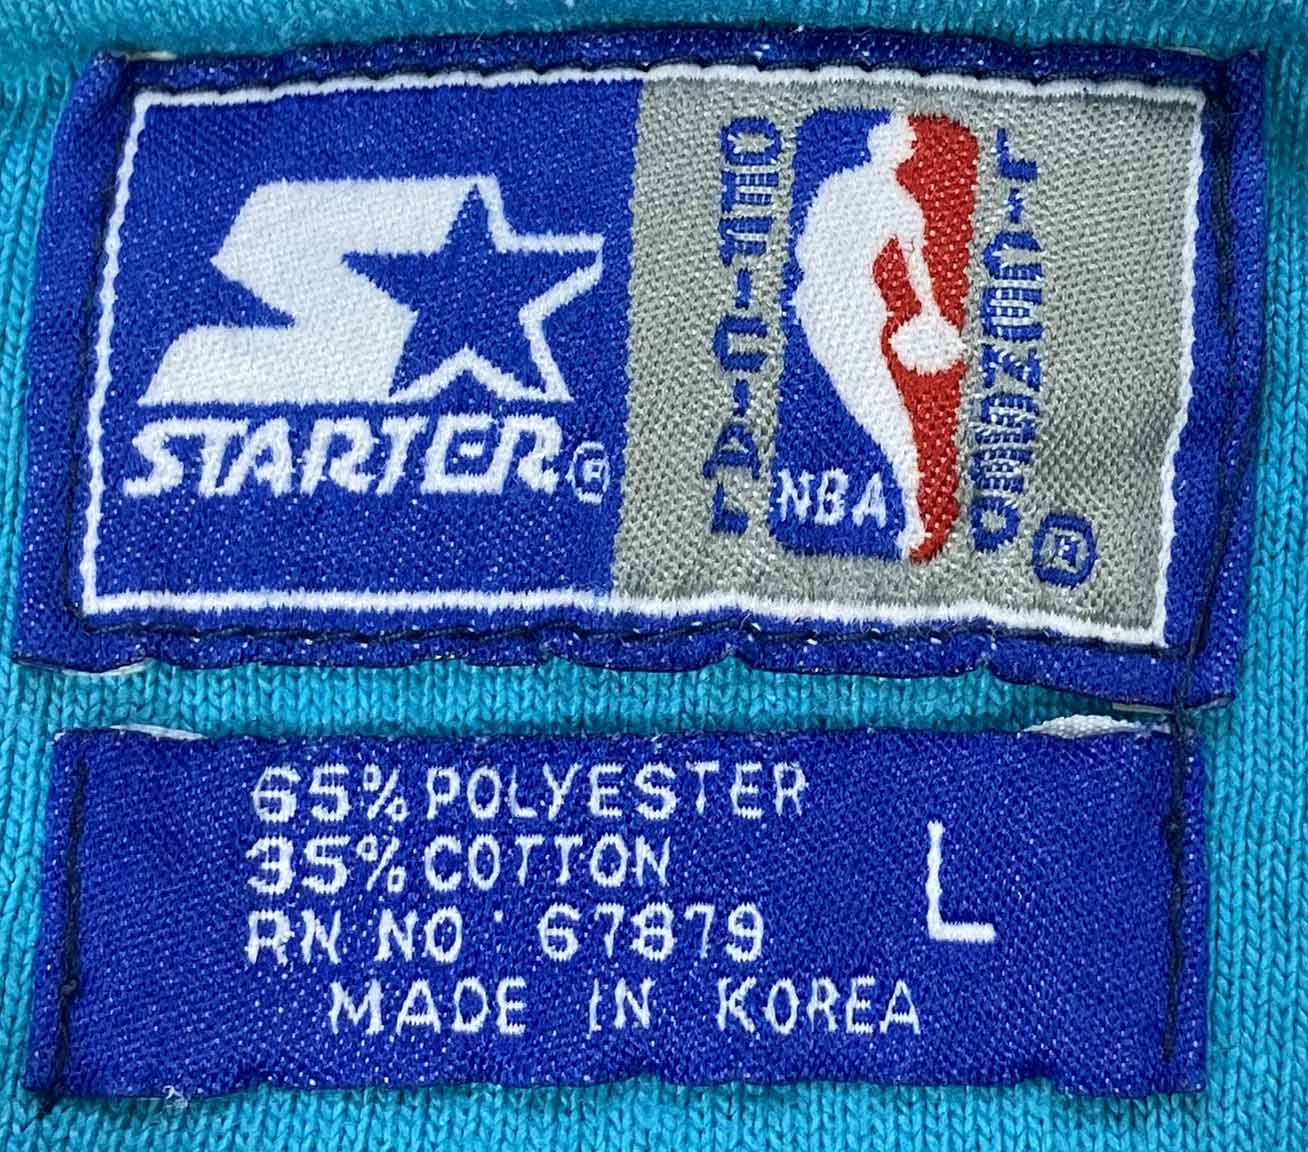 STARTER®
OFFICIAL
NBA
LICENSED
®
65% POLYESTER
35% COTTON
RN NO· 67879
MADE IN KOREA
L